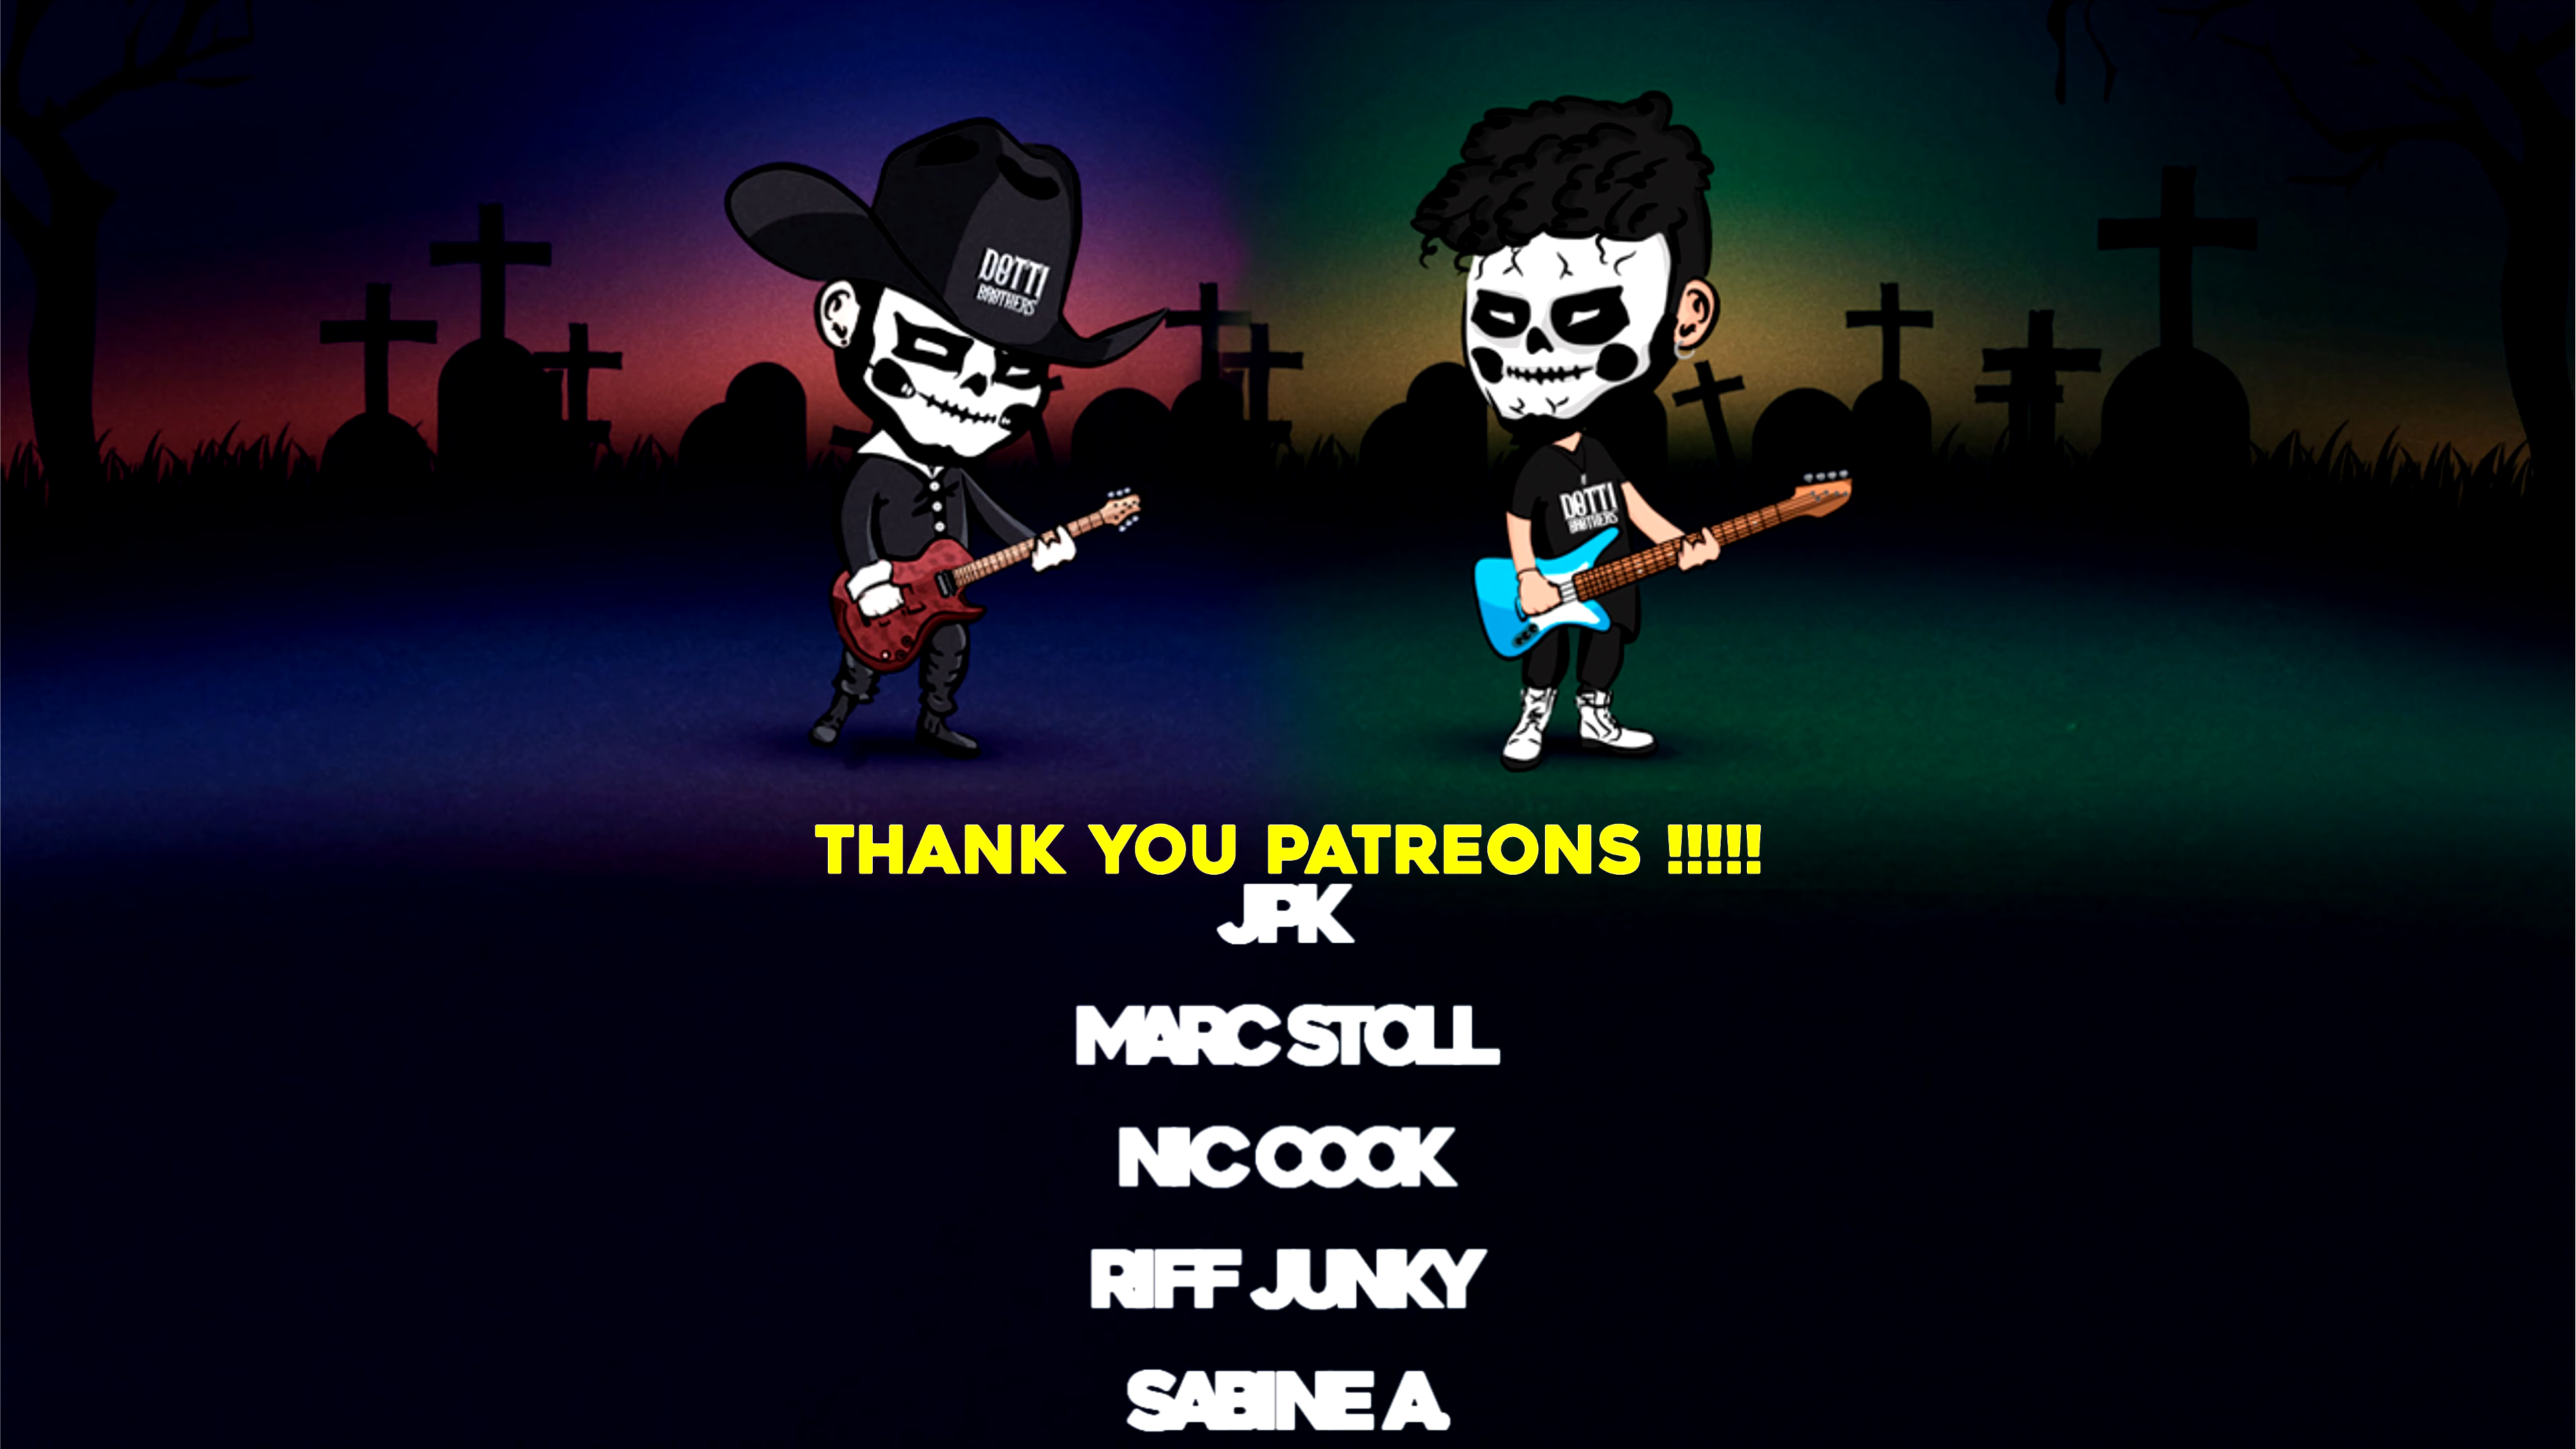 DOTTI
BROTHERS
DOTTI
BROTHERS
THANK YOU PATREONS !!!!!
JPK
MARC STOLL
NIC COOK
RIFF JUNKY
SABINE A.